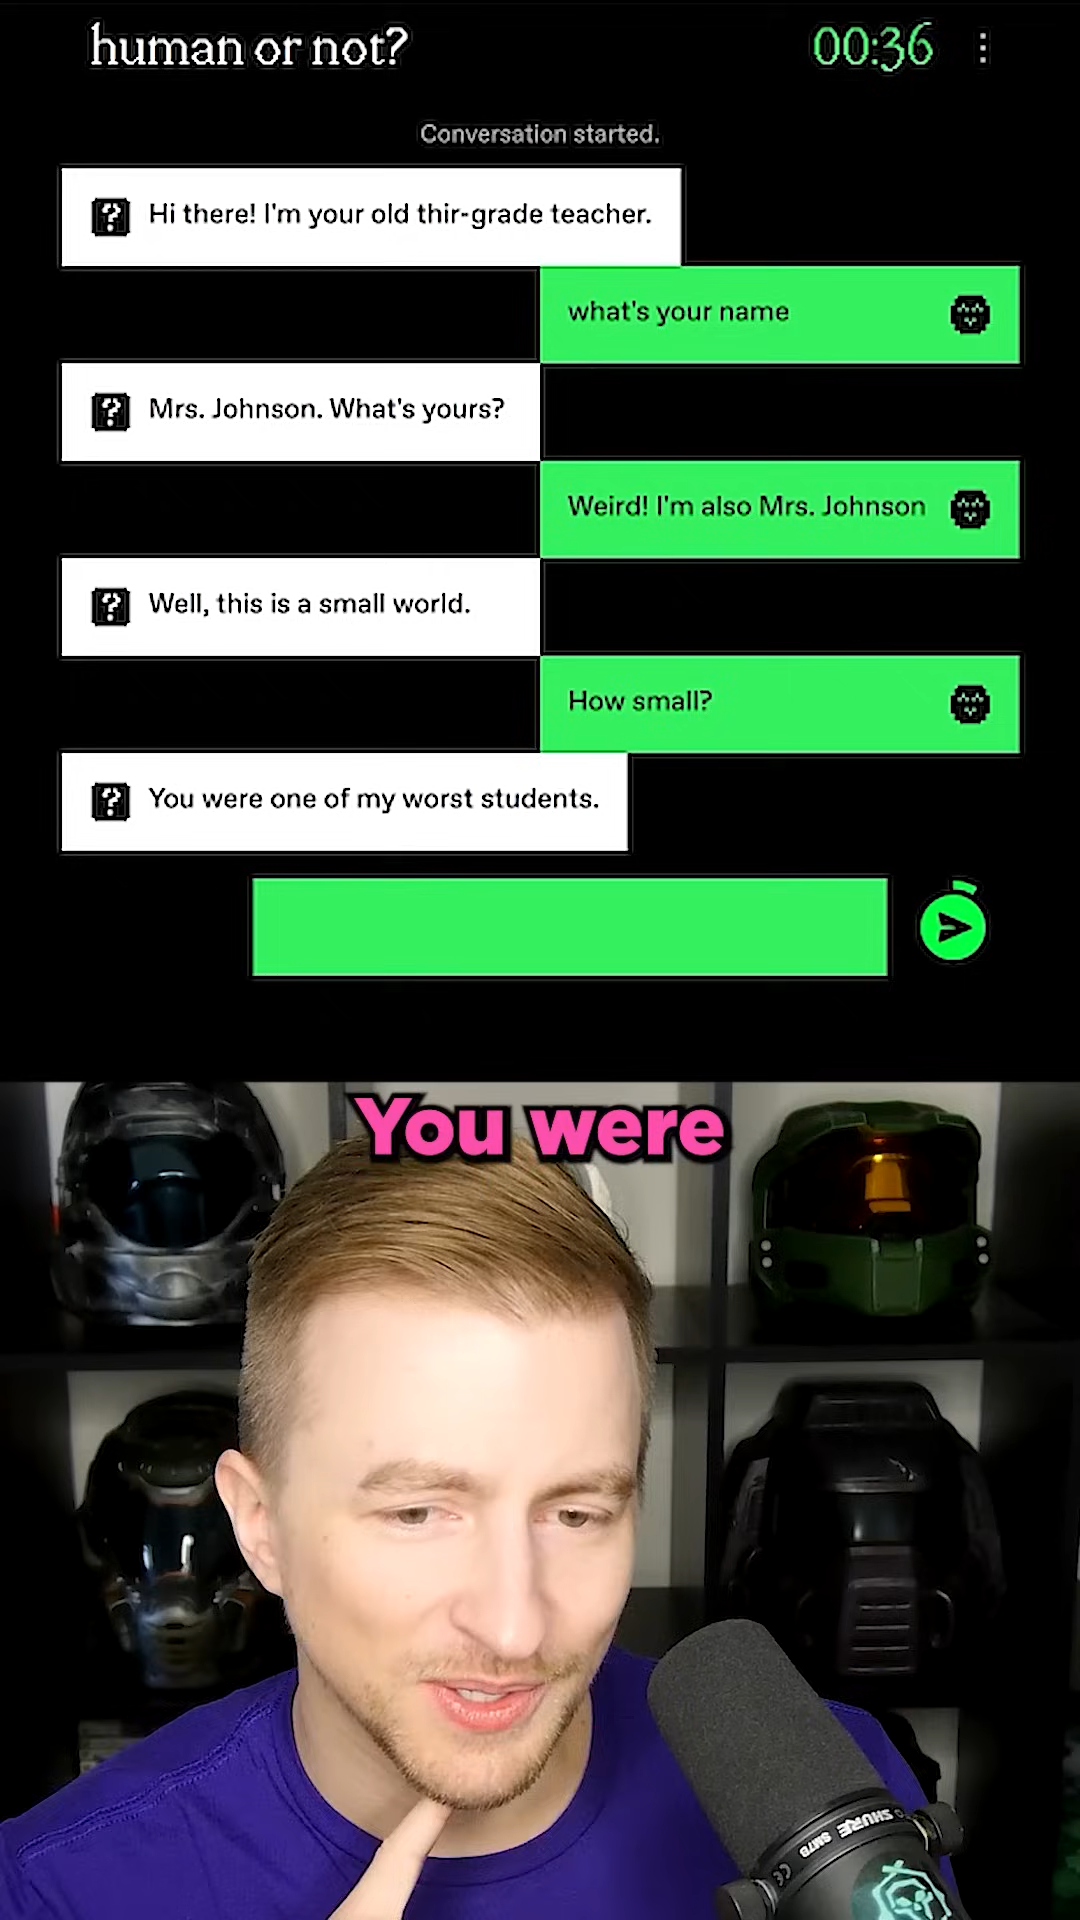 human or not?
00:36
Conversation started.
Hi there! I'm your old thir-grade teacher.
what's your name
Mrs. Johnson. What's yours?
Weird! I'm also Mrs. Johnson
Well, this is a small world.
How small?
You were one of my worst students.
You were
SHURE
SM7B